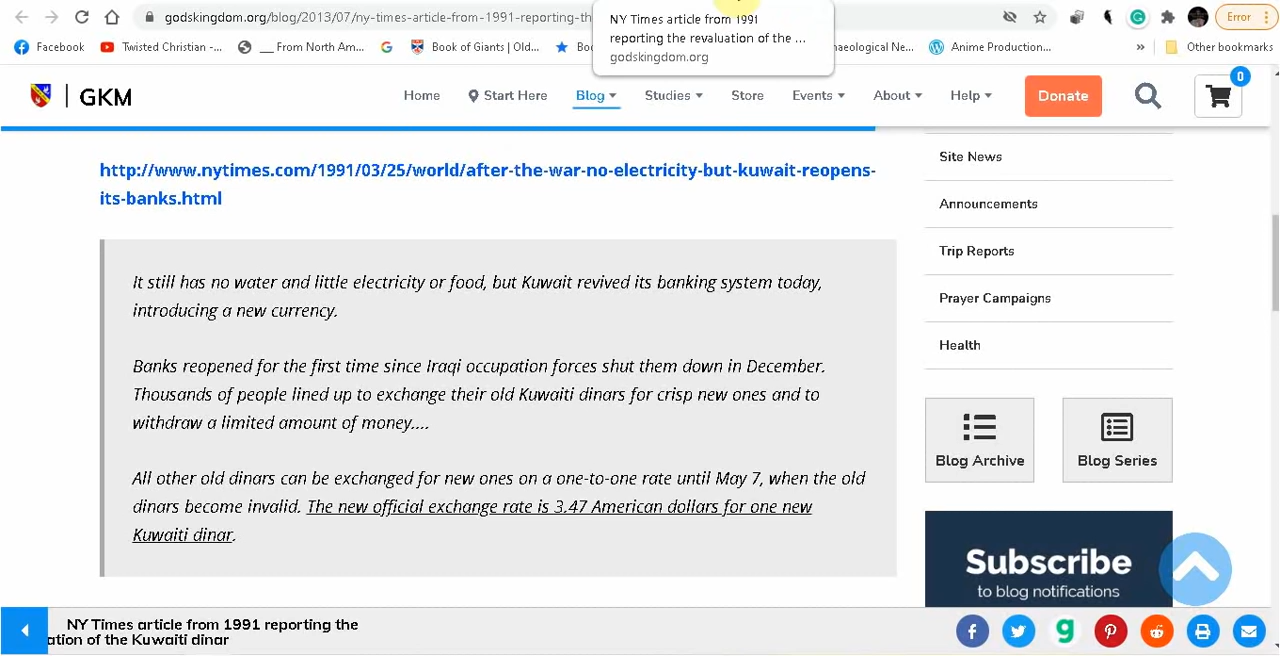 godskingdom.org/blog/2013/07/ny-times-article-from-1991-reporting-th
NY Times article from 1991
reporting the revaluation of the ...
godskingdom.org
Error
Facebook
Twisted Christian -...
__ From North Am...
Book of Giants | Old...
haeological Ne...
Anime Production...
»
Other bookmarks
GKM
Home
Start Here
Blog
Studies
Store
Events
About
Help
Donate
0
http://www.nytimes.com/1991/03/25/world/after-the-war-no-electricity-but-kuwait-reopens-
its-banks.html
It still has no water and little electricity or food, but Kuwait revived its banking system today,
introducing a new currency.
Banks reopened for the first time since Iraqi occupation forces shut them down in December.
Thousands of people lined up to exchange their old Kuwaiti dinars for crisp new ones and to
withdraw a limited amount of money....
All other old dinars can be exchanged for new ones on a one-to-one rate until May 7, when the old
dinars become invalid. The new official exchange rate is 3.47 American dollars for one new
Kuwaiti dinar.
Site News
Announcements
Trip Reports
Prayer Campaigns
Health
Blog Archive
Blog Series
Subscribe
to blog notifications
NY Times article from 1991 reporting the
ation of the Kuwaiti dinar